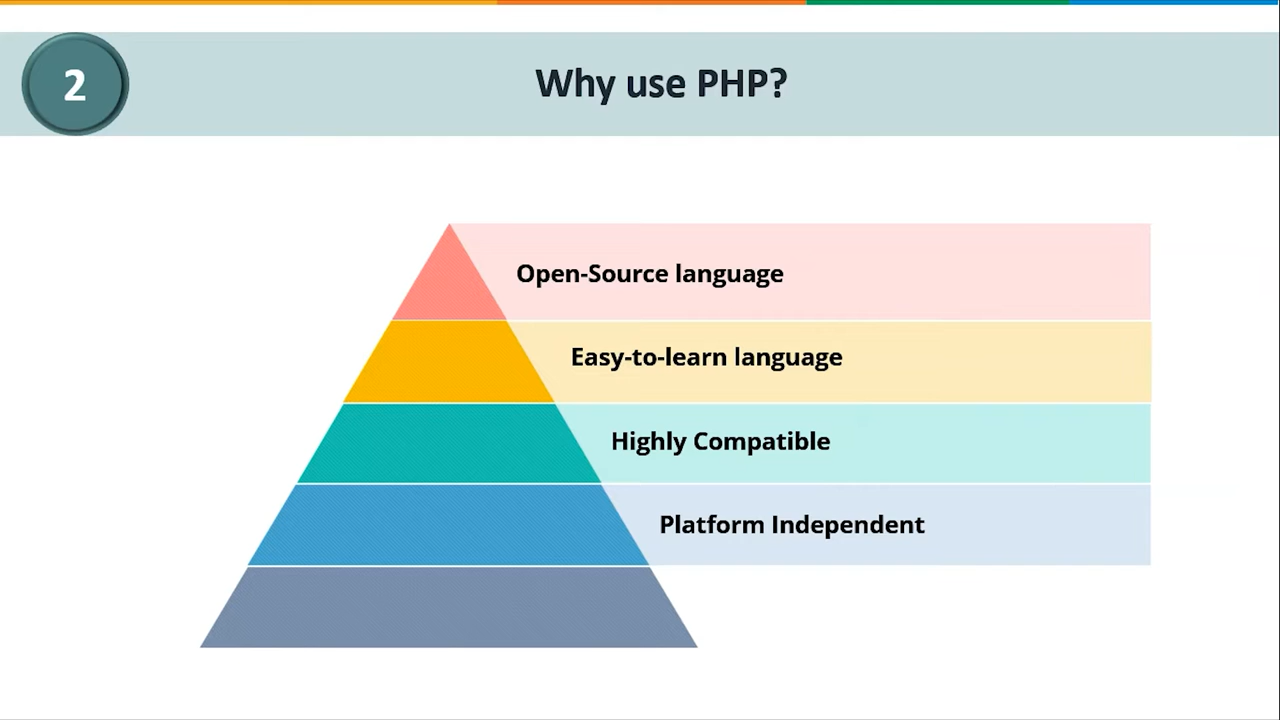 2
Why use PHP?
Open-Source language
Easy-to-learn language
Highly Compatible
Platform Independent